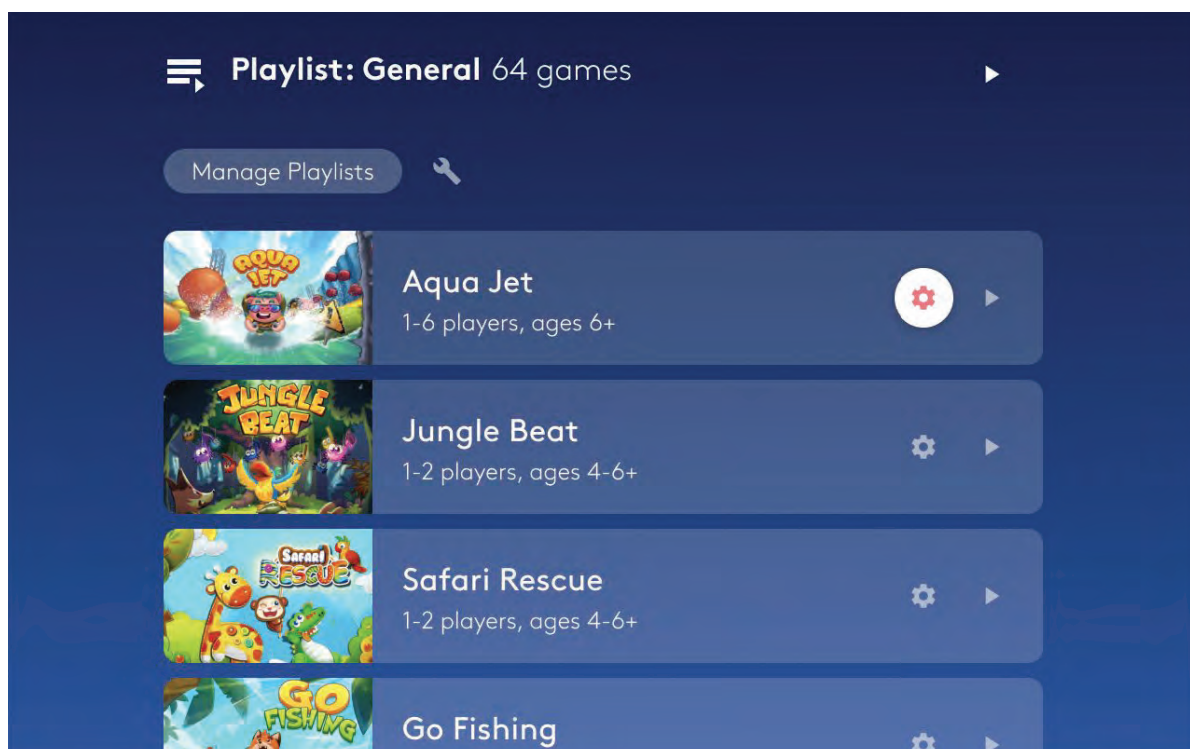 Playlist: General 64 games
Manage Playlists
AQUA
JET
Aqua Jet
1-6 players, ages 6+
JUNGLE
BEAT
Jungle Beat
1-2 players, ages 4-6+
SAFARI
RESCUE
Safari Rescue
1-2 players, ages 4-6+
GO
FISHING
Go Fishing